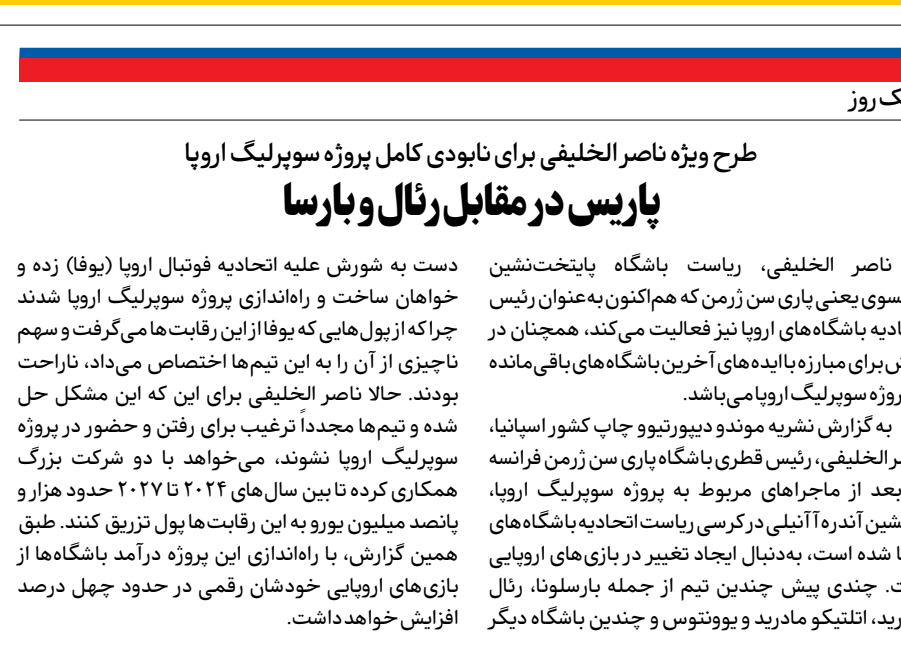 ک روز
طرح ویژه ناصر الخلیفی برای نابودی کامل پروژه سوپرلیگ اروپا
پاریس در مقابل رئال و بارسا
ناصر الخلیفی، ریاست باشگاه پایتخت‌نشین
سوی یعنی پاری سن ژرمن که هم‌اکنون به‌عنوان رئیس
ادیه باشگاه‌های اروپا نیز فعالیت می‌کند، همچنان در
ش برای مبارزه با ایده‌های آخرین باشگاه‌های باقی‌مانده
روژه سوپرلیگ اروپا می‌باشد.
به گزارش نشریه موندو دیپورتیوو چاپ کشور اسپانیا،
ر الخلیفی، رئیس قطری باشگاه پاری سن ژرمن فرانسه
بعد از ماجراهای مربوط به پروژه سوپرلیگ اروپا،
شین آندره آ آنیلی در کرسی ریاست اتحادیه باشگاه‌های
ا شده است، به‌دنبال ایجاد تغییر در بازی‌های اروپایی
ت. چندی پیش چندین تیم از جمله بارسلونا، رئال
رید، اتلتیکو مادرید و یوونتوس و چندین باشگاه دیگر
دست به شورش علیه اتحادیه فوتبال اروپا (یوفا) زده و
خواهان ساخت و راه‌اندازی پروژه سوپرلیگ اروپا شدند
چرا که از پول‌هایی که یوفا از این رقابت‌ها می‌گرفت و سهم
ناچیزی از آن را به این تیم‌ها اختصاص می‌داد، ناراحت
بودند. حالا ناصر الخلیفی برای این که این مشکل حل
شده و تیم‌ها مجدداً ترغیب برای رفتن و حضور در پروژه
سوپرلیگ اروپا نشوند، می‌خواهد با دو شرکت بزرگ
همکاری کرده تا بین سال‌های ۲۰۲۴ تا ۲۰۲۷ حدود هزار و
پانصد میلیون یورو به این رقابت‌ها پول تزریق کنند. طبق
همین گزارش، با راه‌اندازی این پروژه درآمد باشگاه‌ها از
بازی‌های اروپایی خودشان رقمی در حدود چهل درصد
افزایش خواهد داشت.